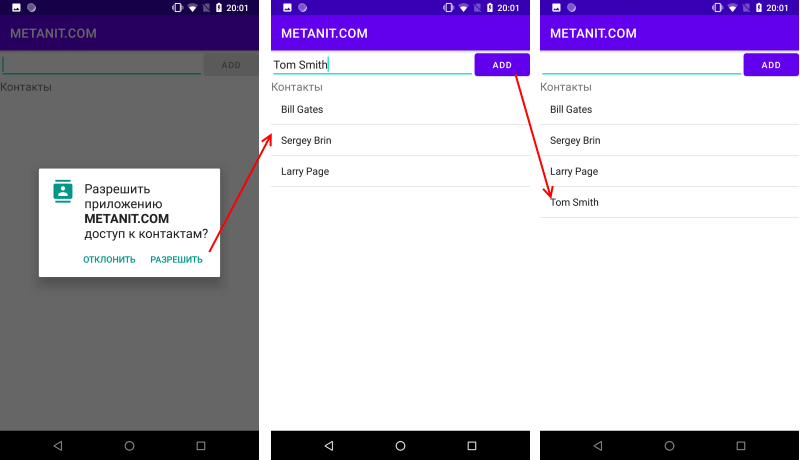 20:01
METANIT.COM
ADD
Контакты
Разрешить
приложению
METANIT.COM
доступ к контактам?
ОТКЛОНИТЬ РАЗРЕШИТЬ
20:01
METANIT.COM
Tom Smith ADD
Контакты
Bill Gates
Sergey Brin
Larry Page
20:01
METANIT.COM
ADD
Контакты
Bill Gates
Sergey Brin
Larry Page
Tom Smith